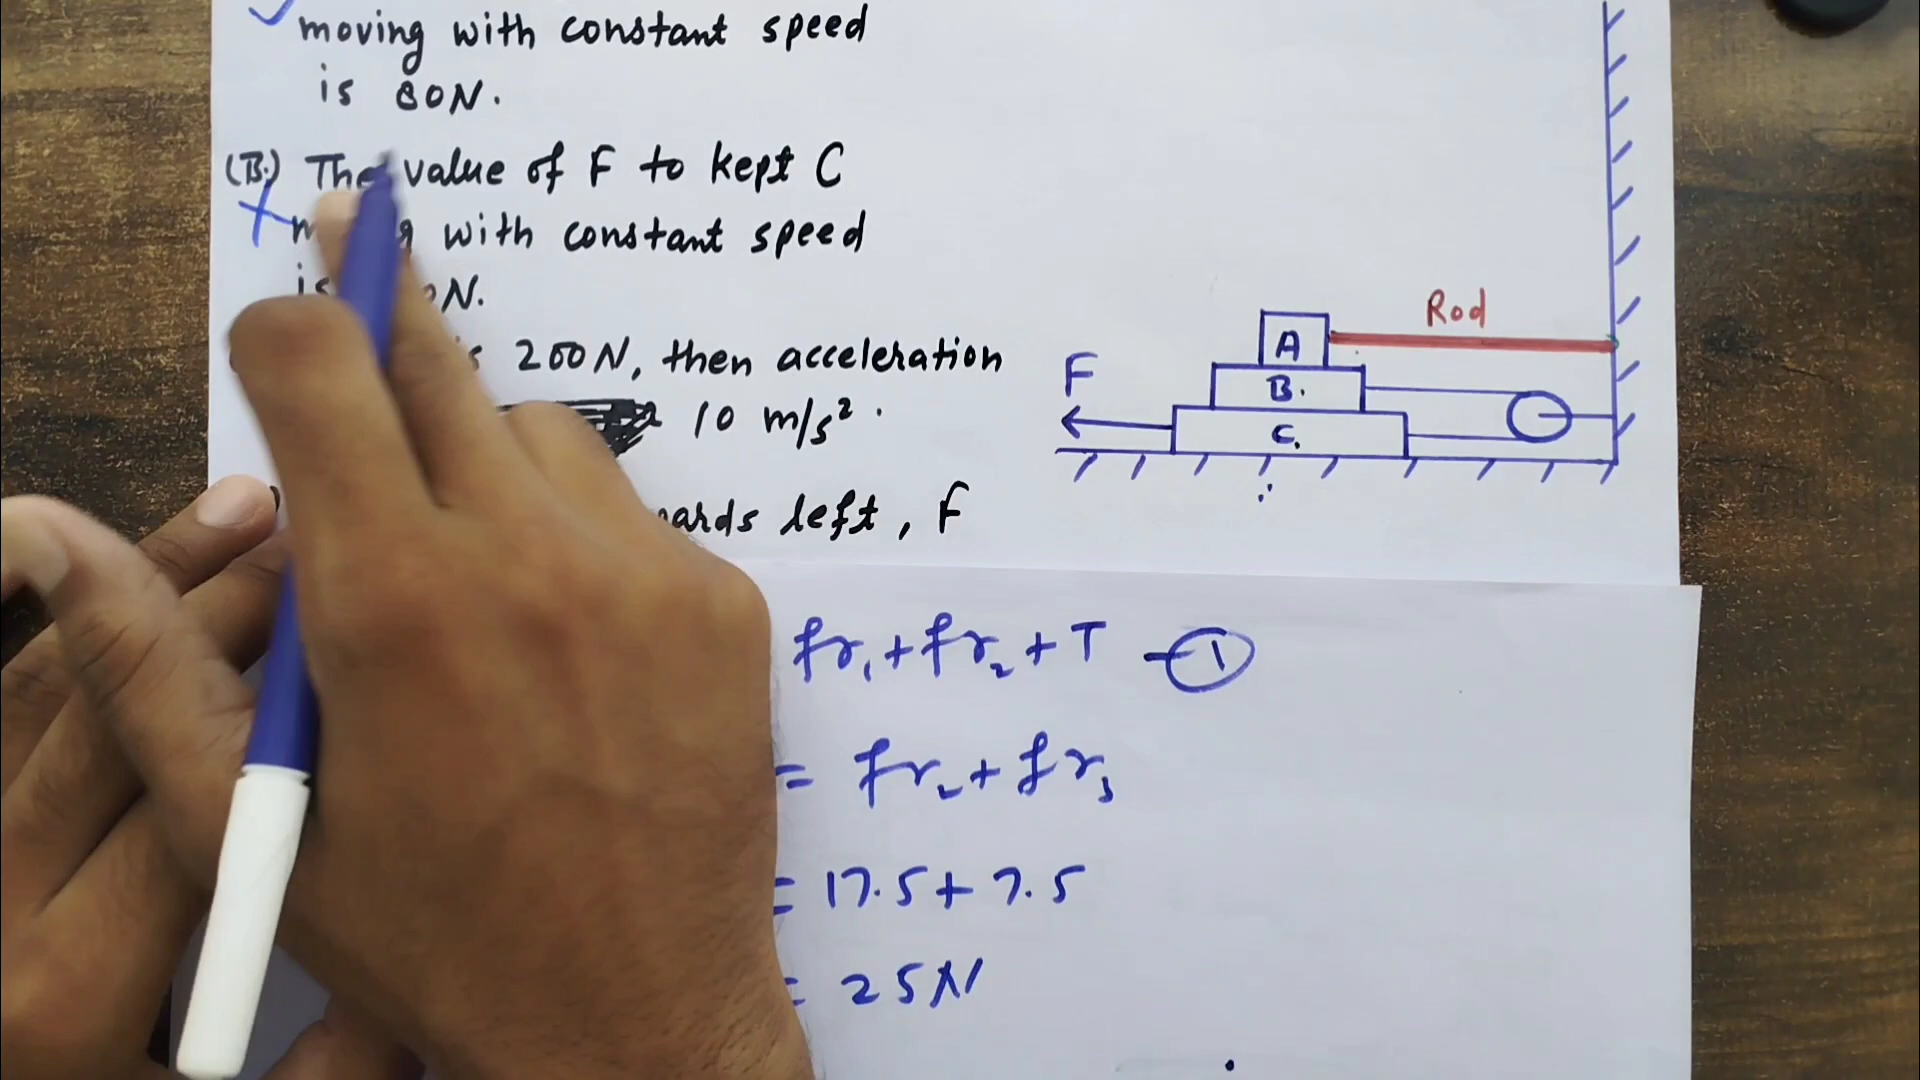 moving with constant speed
is 80N.
(B.) The value of F to kept C
with constant speed
N.
200N, then acceleration
10 m/s².
left, F
Rod
A
F
B.
C.
fr₁ + fr₂ + T - ①
= fr₂ + fr₃
= 17.5 + 7.5
= 25N